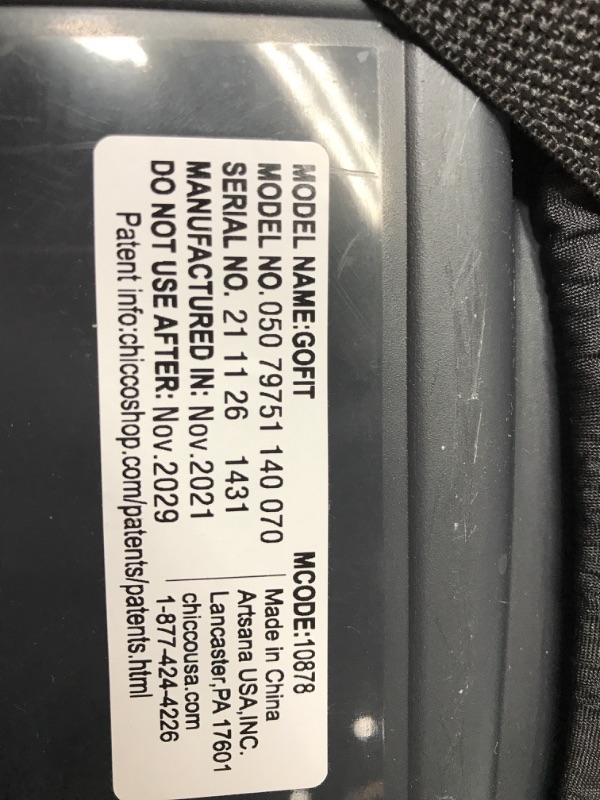 MODEL NAME:GOFIT MCODE:10878
MODEL NO. 050 79751 140 070 Made in China
SERIAL NO. 21 11 26 1431 Artsana USA,INC.
MANUFACTURED IN: Nov.2021 Lancaster,PA 17601
DO NOT USE AFTER: Nov.2029 chiccousa.com
1-877-424-4226
Patent info:chiccoshop.com/patents/patents.html